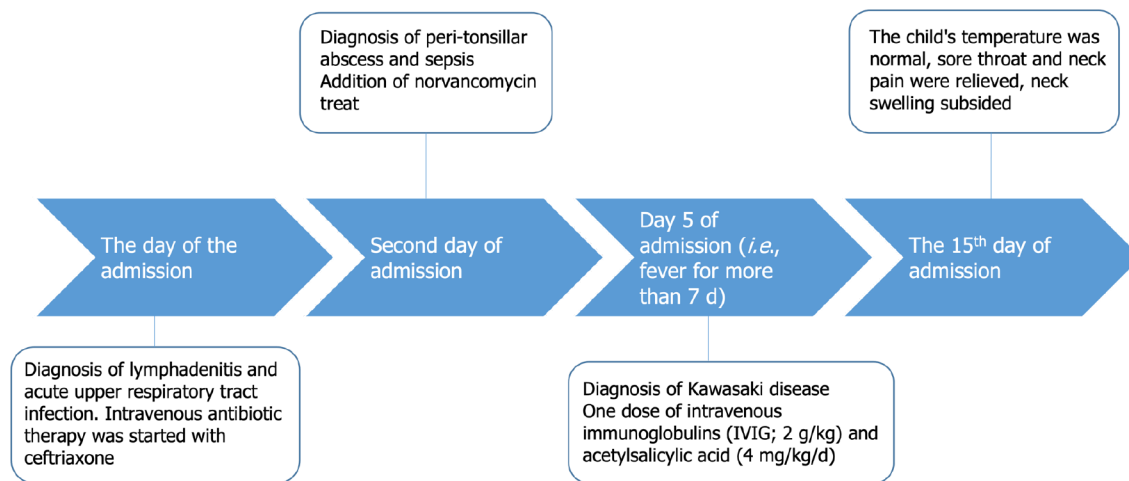 Diagnosis of peri-tonsillar
abscess and sepsis
Addition of norvancomycin
treat
The child's temperature was
normal, sore throat and neck
pain were relieved, neck
swelling subsided
The day of the
admission
Second day of
admission
Day 5 of
admission (i.e.,
fever for more
than 7 d)
The 15th day of
admission
Diagnosis of lymphadenitis and
acute upper respiratory tract
infection. Intravenous antibiotic
therapy was started with
ceftriaxone
Diagnosis of Kawasaki disease
One dose of intravenous
immunoglobulins (IVIG; 2 g/kg) and
acetylsalicylic acid (4 mg/kg/d)